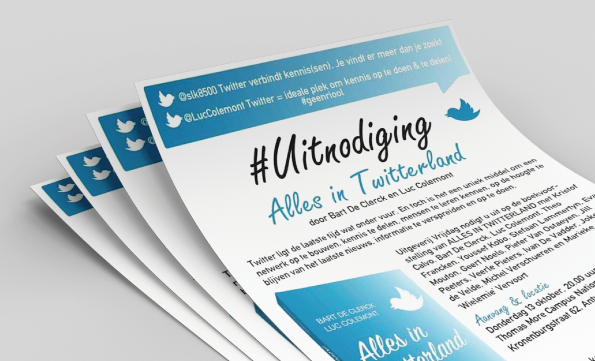 @slk8500 Twitter verbindt kennis(sen). Je vindt er meer dan je zoekt!
@LucColemont Twitter = ideale plek om kennis op te doen & te delen!
#geenriool
#Uitnodiging
Alles in Twitterland
door Bart De Clerck en Luc Colemont
Twitter ligt de laatste tijd wat onder vuur. En toch is het een uniek middel om een
netwerk op te bouwen, kennis te delen, mensen te leren kennen, op de hoogte te
blijven van het laatste nieuws, informatie te verspreiden en op te doen.
BART DE CLERCK
LUC COLEMONT
Alles in
Twitterland
Uitgeverij Vrijdag nodigt u uit op de boekvoor-
stelling van ALLES IN TWITTERLAND met Kristof
Calvo, Bart De Clerck, Luc Colemont, Theo
Francken, Youssef Kobo, Stefaan Lammertyn, Eva
Mouton, Geert Noels, Pieter Van Outeyen, Jil
Peeters, Veerle Pieters, Ivan De Vadder, Joke
de Velde, Michel Verschueren en Marieke
'Wielemie' Vervoort
Aanvang & locatie
Donderdag 13 oktober, 20.00 uur
Thomas More Campus Natio
Kronenburgstraat 62, Ant